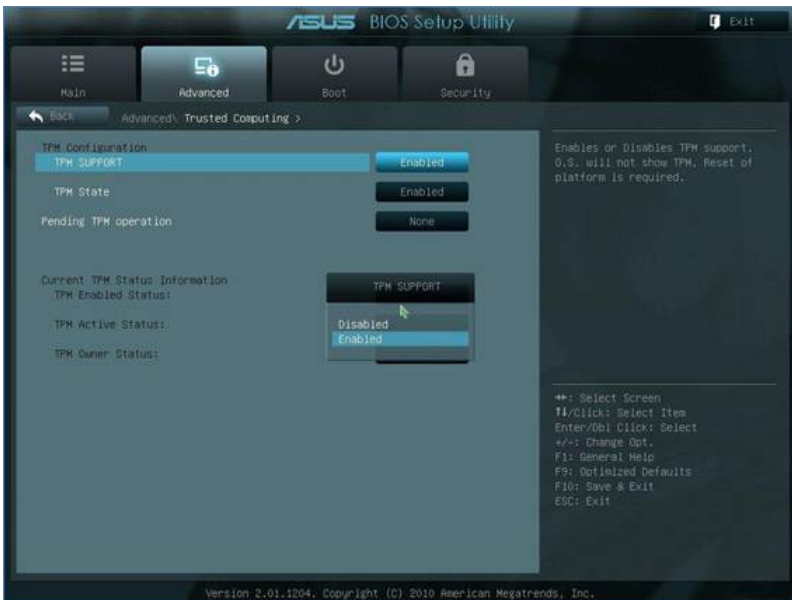 ASUS BIOS Setup Utility
Exit
Main
Advanced
Boot
Security
Back
Advanced\ Trusted Computing >
TPM Configuration
TPM SUPPORT
Enabled
TPM State
Enabled
Pending TPM operation
None
Current TPM Status Information
TPM Enabled Status:
TPM Active Status:
TPM Owner Status:
TPM SUPPORT
Disabled
Enabled
Enables or Disables TPM support.
O.S. will not show TPM. Reset of
platform is required.
→←: Select Screen
↑↓/Click: Select Item
Enter/Dbl Click: Select
+/-: Change Opt.
F1: General Help
F9: Optimized Defaults
F10: Save & Exit
ESC: Exit
Version 2.01.1204. Copyright (C) 2010 American Megatrends, Inc.